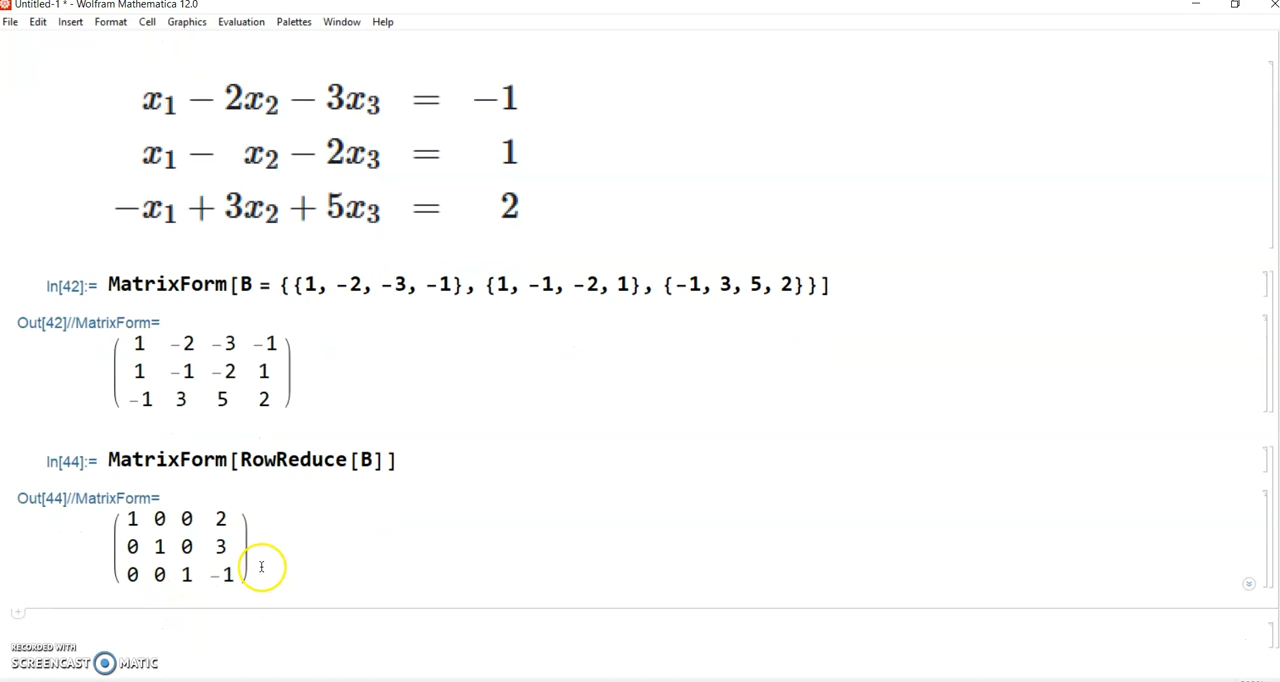 Untitled-1 * - Wolfram Mathematica 12.0
File Edit Insert Format Cell Graphics Evaluation Palettes Window Help
x₁ − 2x₂ − 3x₃ = −1
x₁ − x₂ − 2x₃ = 1
−x₁ + 3x₂ + 5x₃ = 2
In[42]:= MatrixForm[B = {{1, -2, -3, -1}, {1, -1, -2, 1}, {-1, 3, 5, 2}}]
Out[42]//MatrixForm=
1 -2 -3 -1
1 -1 -2 1
-1 3 5 2
In[44]:= MatrixForm[RowReduce[B]]
Out[44]//MatrixForm=
1 0 0 2
0 1 0 3
0 0 1 -1
RECORDED WITH
SCREENCAST MATIC